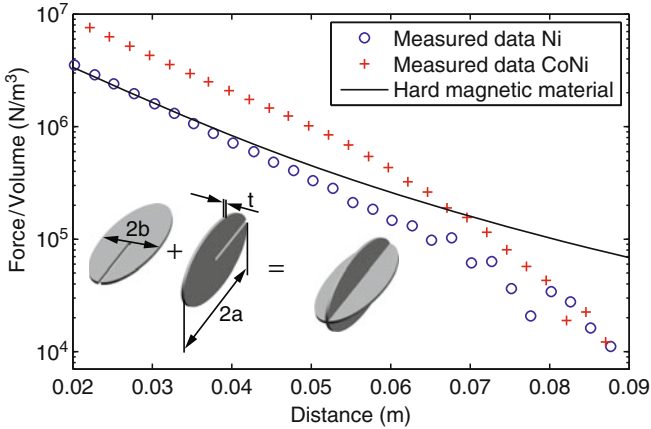 10^7
10^6
10^5
10^4
Force/Volume (N/m^3)
Measured data Ni
Measured data CoNi
Hard magnetic material
t
2b
+
=
2a
0.02 0.03 0.04 0.05 0.06 0.07 0.08 0.09
Distance (m)